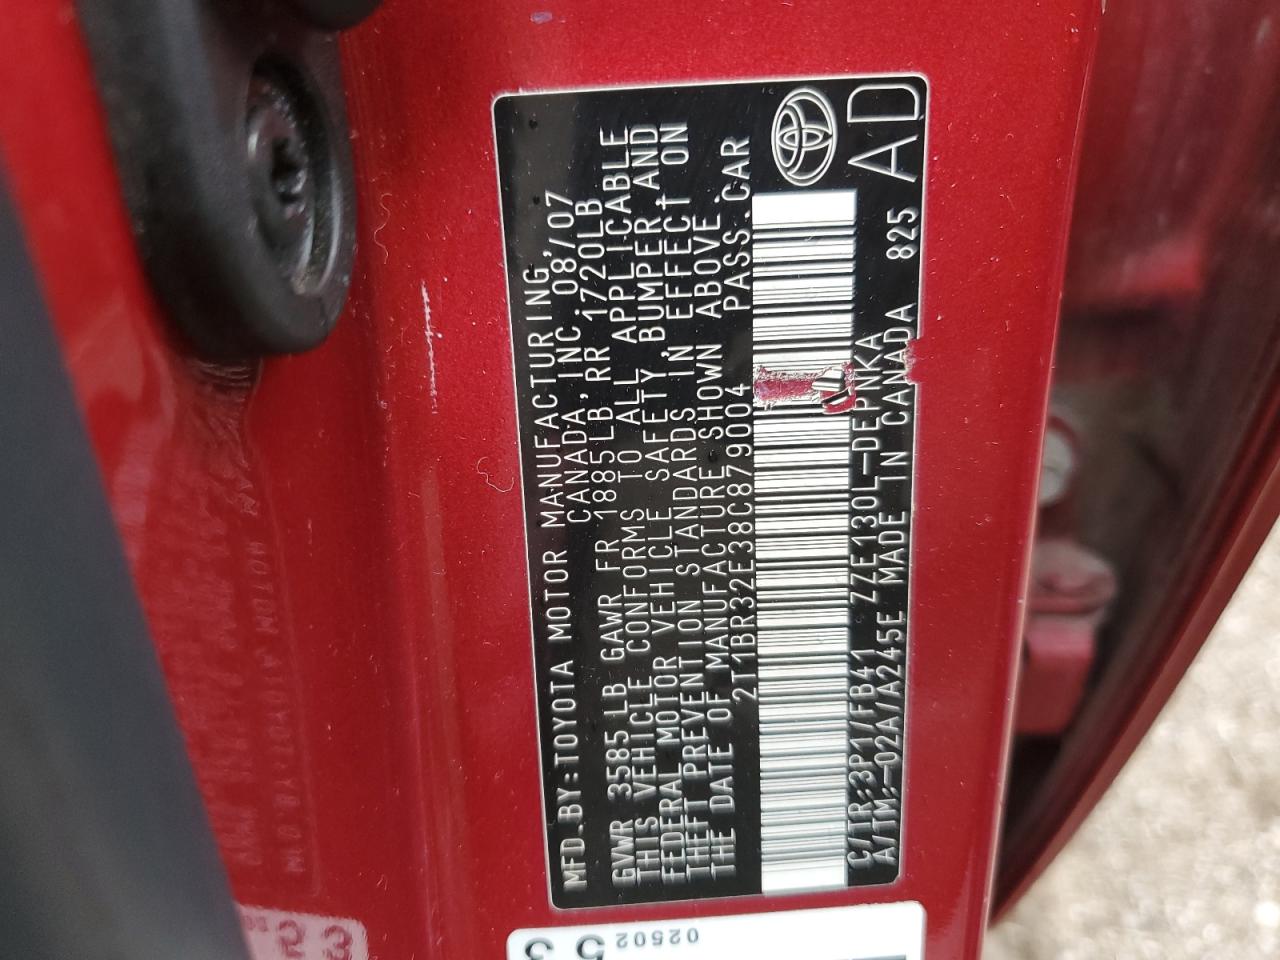 MFD. BY: TOYOTA MOTOR MANUFACTURING,
CANADA, INC. 08/07
GVWR 3585LB GAWR FR 1885LB, RR 1720LB
THIS VEHICLE CONFORMS TO ALL APPLICABLE
FEDERAL MOTOR VEHICLE SAFETY, BUMPER, AND
THEFT PREVENTION STANDARDS IN EFFECT ON
THE DATE OF MANUFACTURE SHOWN ABOVE.
2T1BR32E38C879004 PASS. CAR
C/TR: 3P1/FB41 ZZE130L-DEPNKA
A/TM: -02A/A245E MADE IN CANADA 825
AD
02502
53